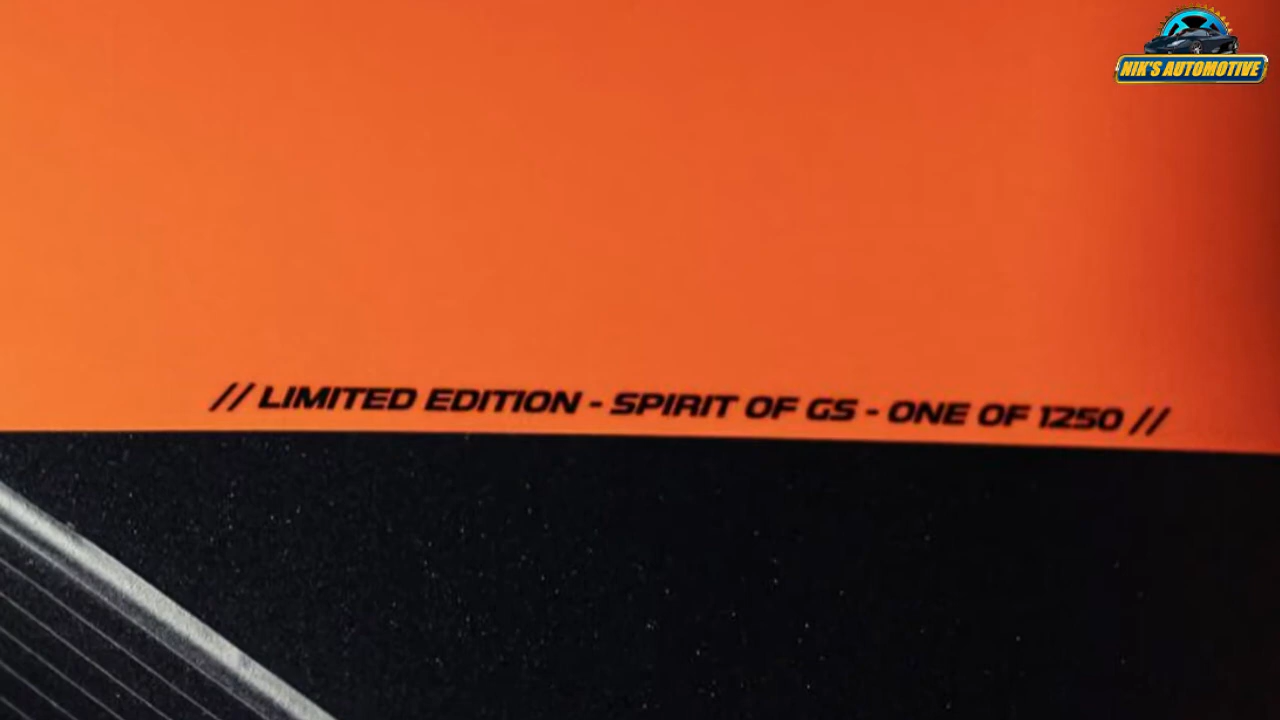 NIK'S AUTOMOTIVE
// LIMITED EDITION - SPIRIT OF GS - ONE OF 1250 //